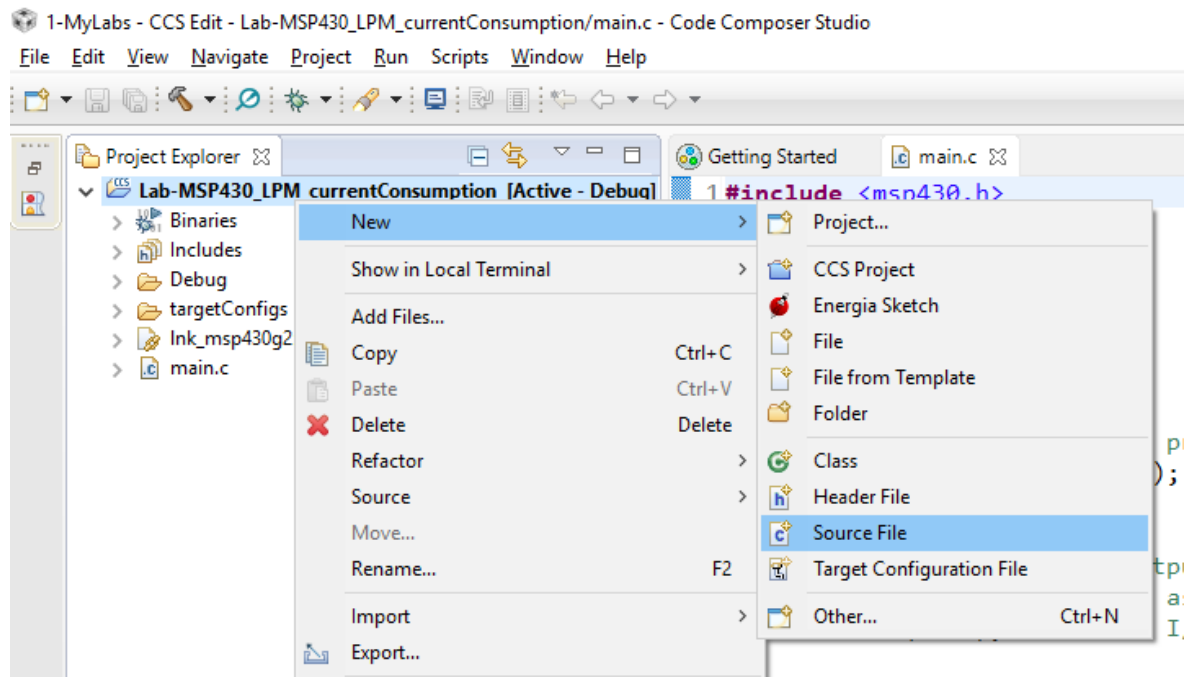 1-MyLabs - CCS Edit - Lab-MSP430_LPM_currentConsumption/main.c - Code Composer Studio
File Edit View Navigate Project Run Scripts Window Help
Project Explorer
Getting Started
main.c
Lab-MSP430_LPM_currentConsumption [Active - Debug]
1 #include <msp430.h>
Binaries
Includes
Debug
targetConfigs
lnk_msp430g2
main.c
New
Show in Local Terminal
Add Files...
Copy Ctrl+C
Paste Ctrl+V
Delete Delete
Refactor
Source
Move...
Rename... F2
Import
Export...
Project...
CCS Project
Energia Sketch
File
File from Template
Folder
Class
Header File
Source File
Target Configuration File
Other... Ctrl+N
);